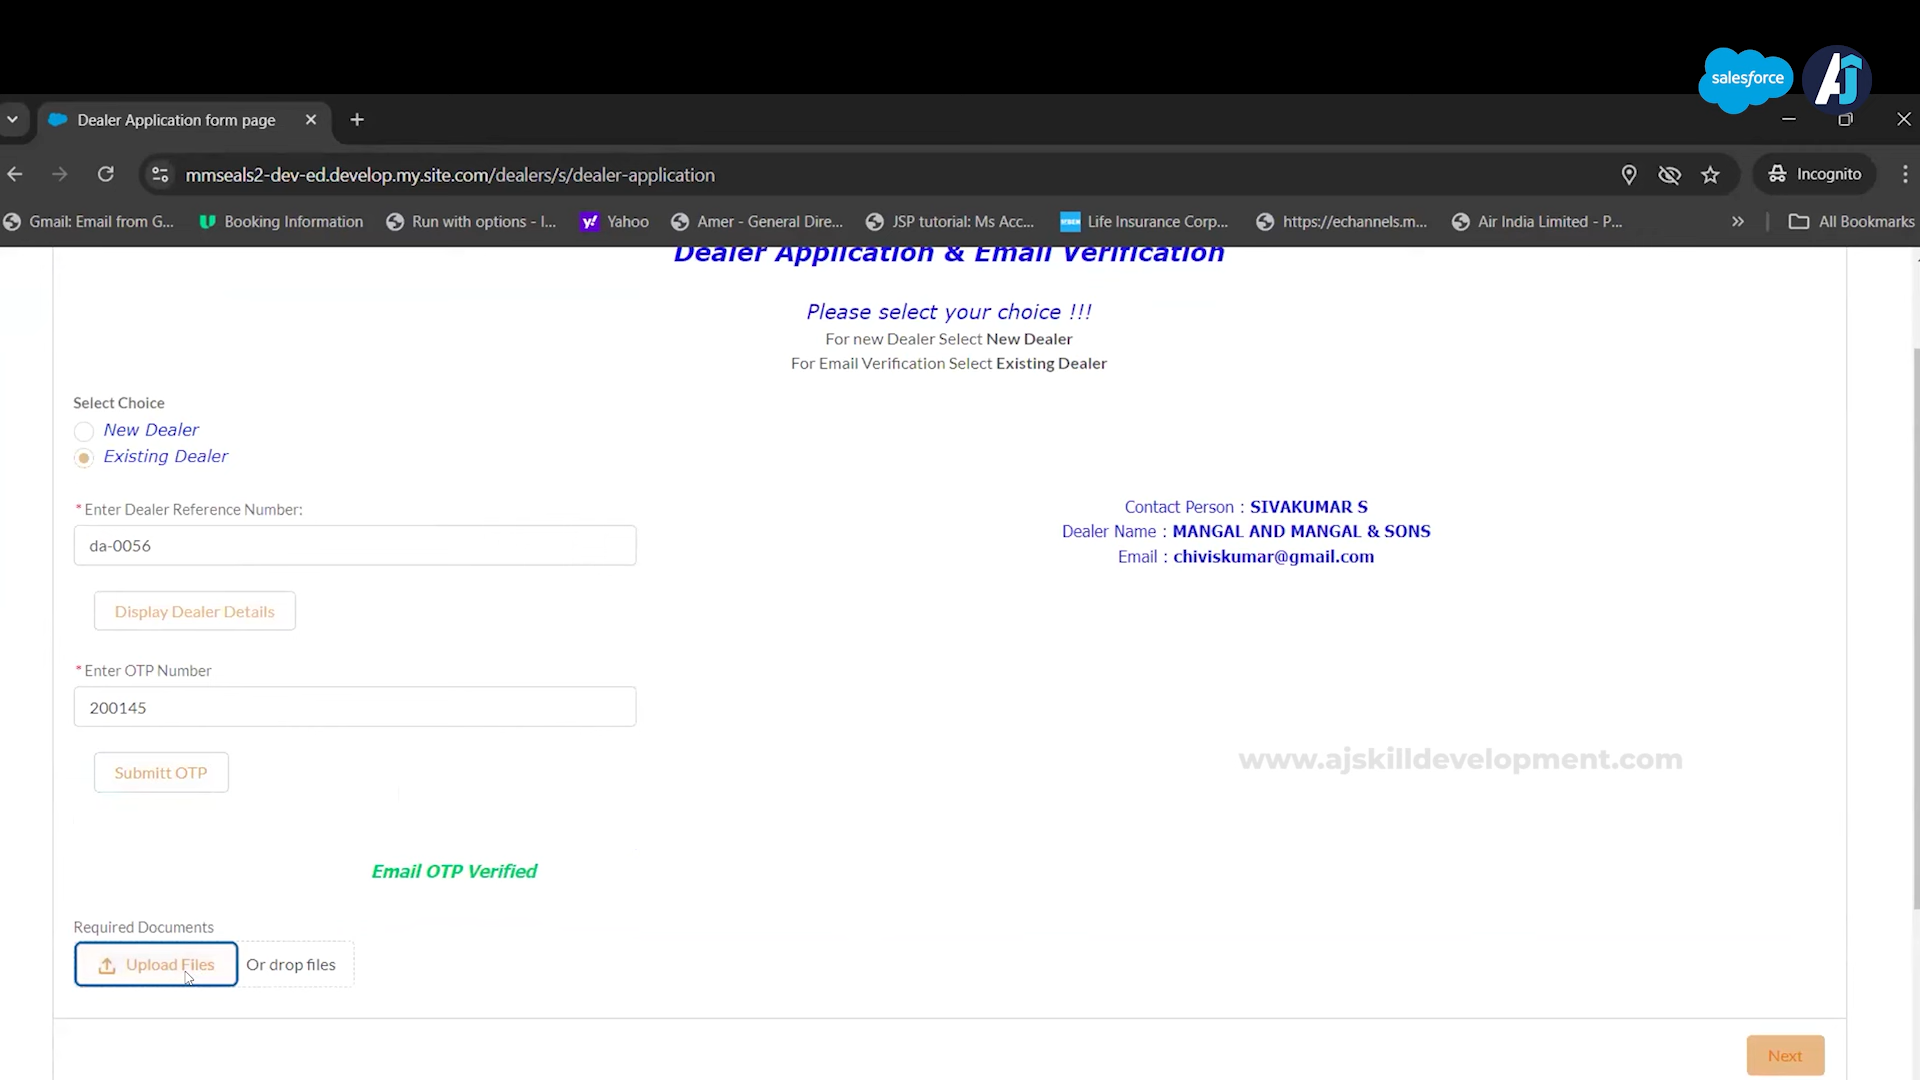 salesforce
AJ
Dealer Application form page
mmseals2-dev-ed.develop.my.site.com/dealers/s/dealer-application
Incognito
Gmail: Email from G...
Booking Information
Run with options - I...
Yahoo
Amer - General Dire...
JSP tutorial: Ms Acc...
Life Insurance Corp...
https://echannels.m...
Air India Limited - P...
All Bookmarks
Dealer Application & Email Verification
Please select your choice !!!
For new Dealer Select New Dealer
For Email Verification Select Existing Dealer
Select Choice
New Dealer
Existing Dealer
*Enter Dealer Reference Number:
da-0056
Contact Person : SIVAKUMAR S
Dealer Name : MANGAL AND MANGAL & SONS
Email : chiviskumar@gmail.com
Display Dealer Details
*Enter OTP Number
200145
Submitt OTP
www.ajskilldevelopment.com
Email OTP Verified
Required Documents
Upload Files
Or drop files
Next